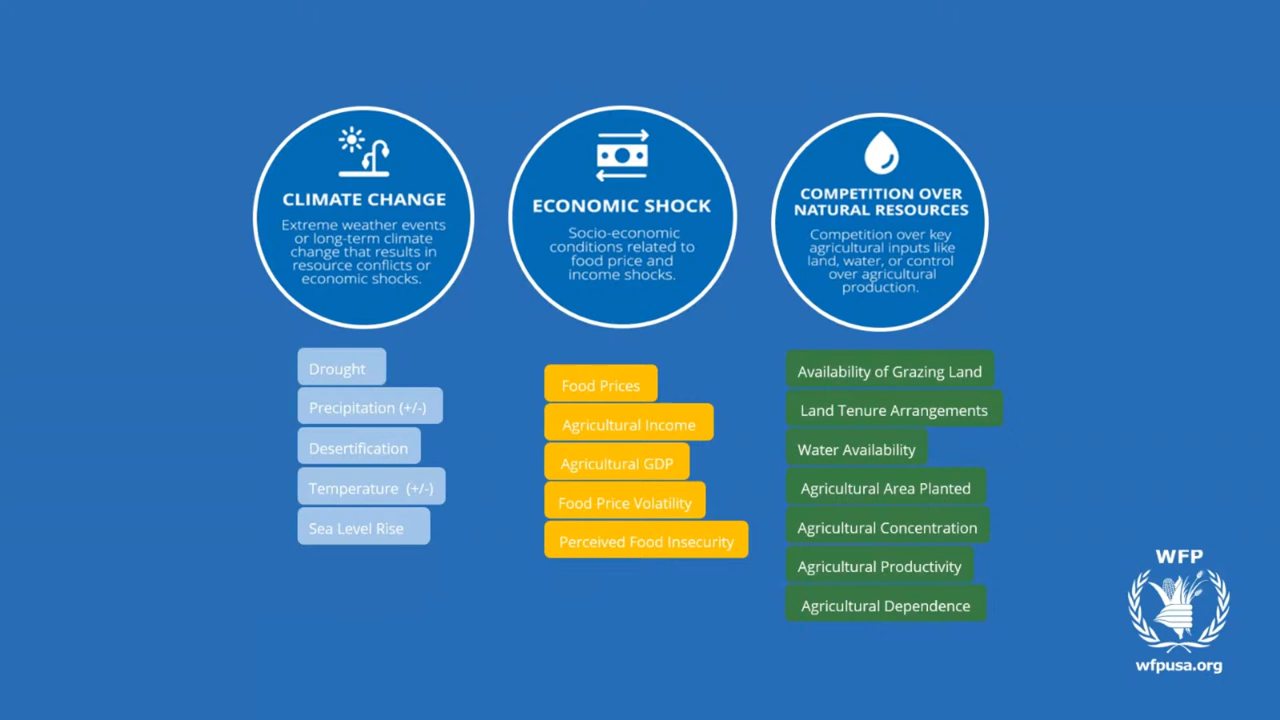 CLIMATE CHANGE
Extreme weather events
or long-term climate
change that results in
resource conflicts or
economic shocks.
Drought
Precipitation (+/-)
Desertification
Temperature (+/-)
Sea Level Rise
ECONOMIC SHOCK
Socio-economic
conditions related to
food price and
income shocks.
Food Prices
Agricultural Income
Agricultural GDP
Food Price Volatility
Perceived Food Insecurity
COMPETITION OVER
NATURAL RESOURCES
Competition over key
agricultural inputs like
land, water, or control
over agricultural
production.
Availability of Grazing Land
Land Tenure Arrangements
Water Availability
Agricultural Area Planted
Agricultural Concentration
Agricultural Productivity
Agricultural Dependence
WFP
wfpusa.org